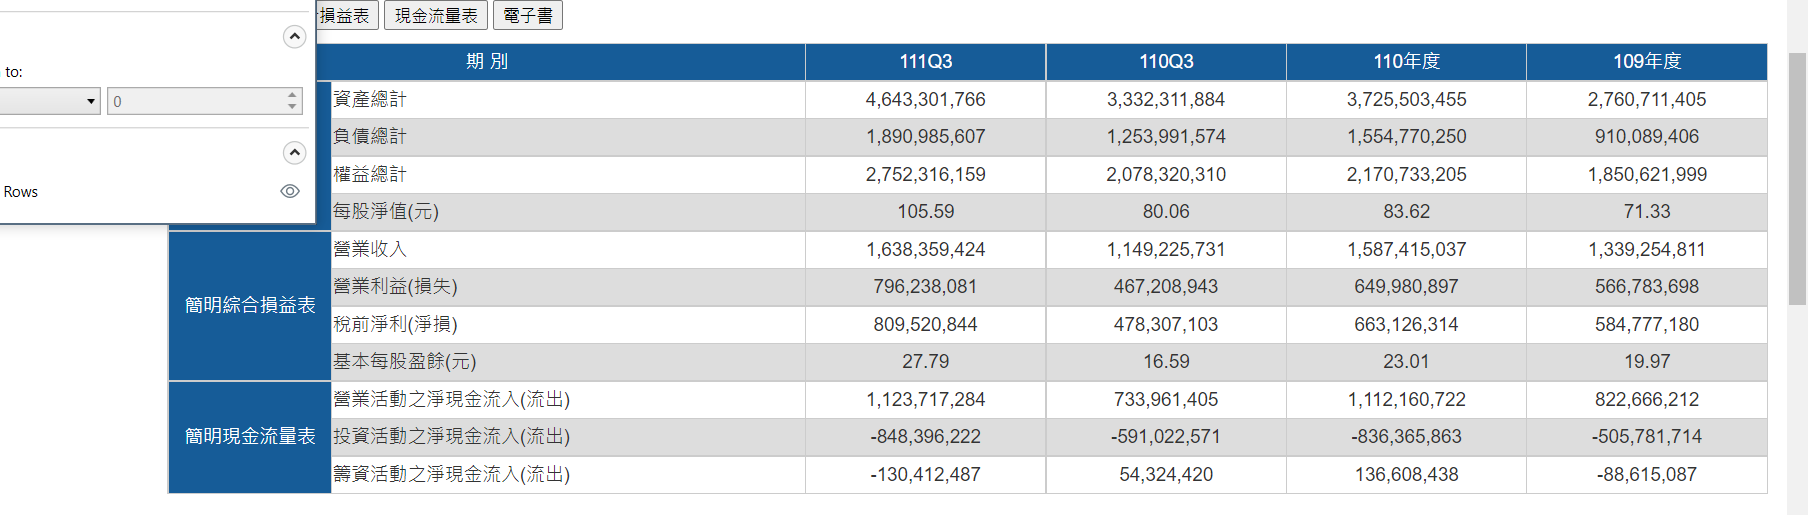 損益表 現金流量表 電子書
to:
0
Rows
期 別 111Q3 110Q3 110年度 109年度
資產總計 4,643,301,766 3,332,311,884 3,725,503,455 2,760,711,405
負債總計 1,890,985,607 1,253,991,574 1,554,770,250 910,089,406
權益總計 2,752,316,159 2,078,320,310 2,170,733,205 1,850,621,999
每股淨值(元) 105.59 80.06 83.62 71.33
簡明綜合損益表
營業收入 1,638,359,424 1,149,225,731 1,587,415,037 1,339,254,811
營業利益(損失) 796,238,081 467,208,943 649,980,897 566,783,698
稅前淨利(淨損) 809,520,844 478,307,103 663,126,314 584,777,180
基本每股盈餘(元) 27.79 16.59 23.01 19.97
簡明現金流量表
營業活動之淨現金流入(流出) 1,123,717,284 733,961,405 1,112,160,722 822,666,212
投資活動之淨現金流入(流出) -848,396,222 -591,022,571 -836,365,863 -505,781,714
籌資活動之淨現金流入(流出) -130,412,487 54,324,420 136,608,438 -88,615,087